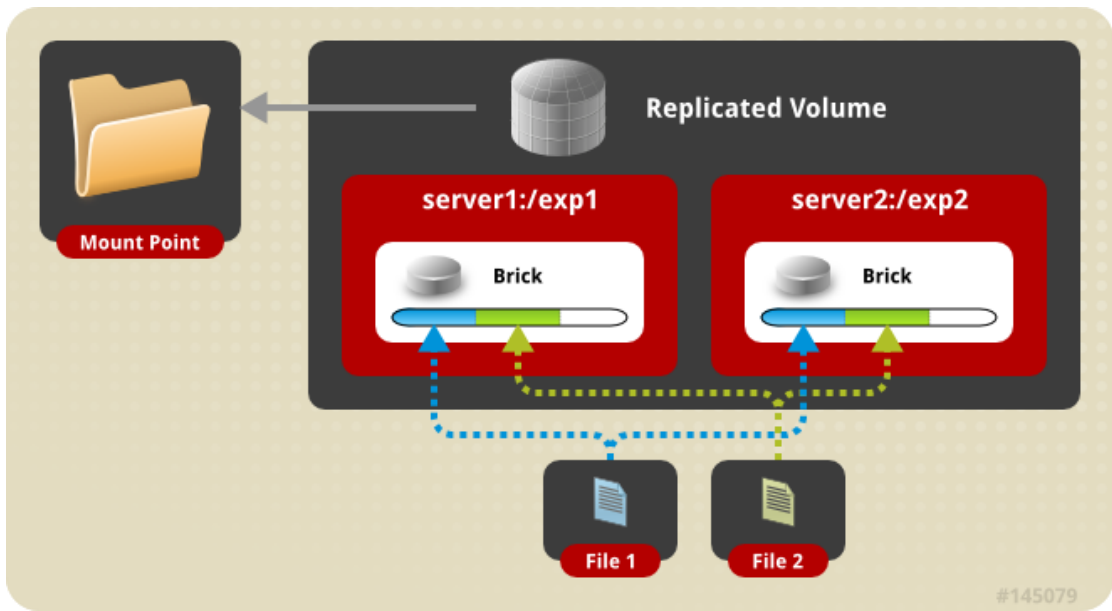 Replicated Volume
Mount Point
server1:/exp1
server2:/exp2
Brick
Brick
File 1
File 2
#145079